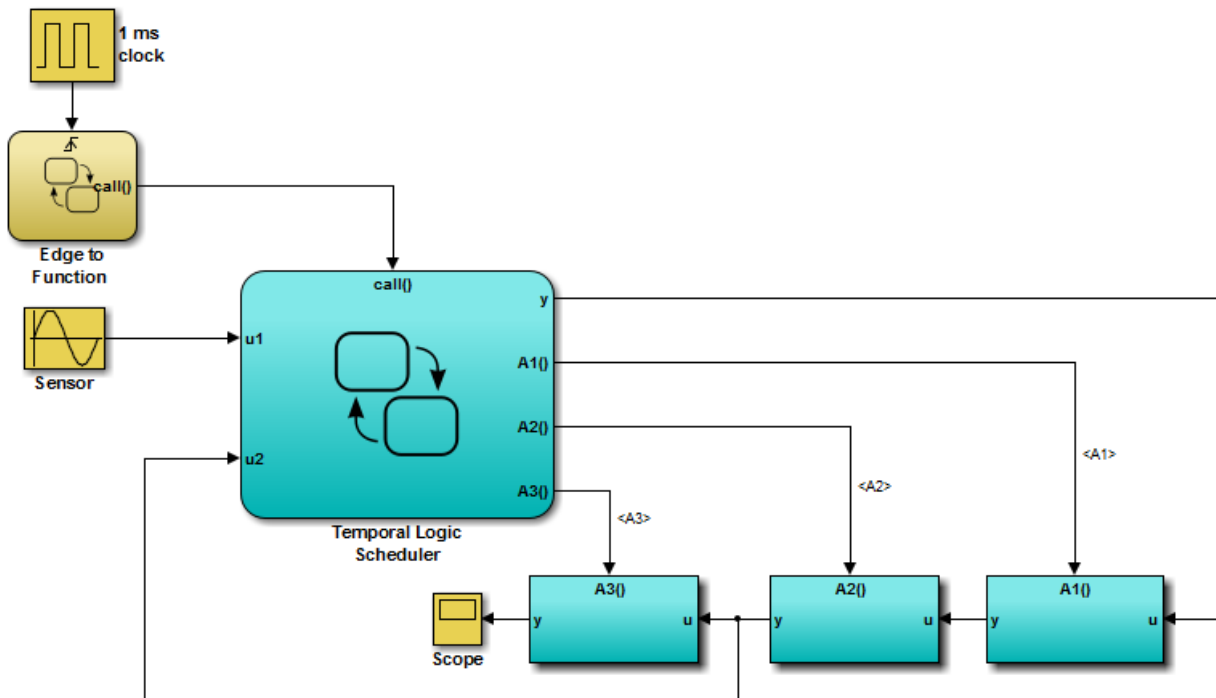 1 ms
clock
call()
Edge to
Function
call()
y
u1
Sensor
A1()
A2()
u2
A3()
<A1>
<A2>
<A3>
Temporal Logic
Scheduler
A3()
A2()
A1()
y
u
y
u
y
u
Scope